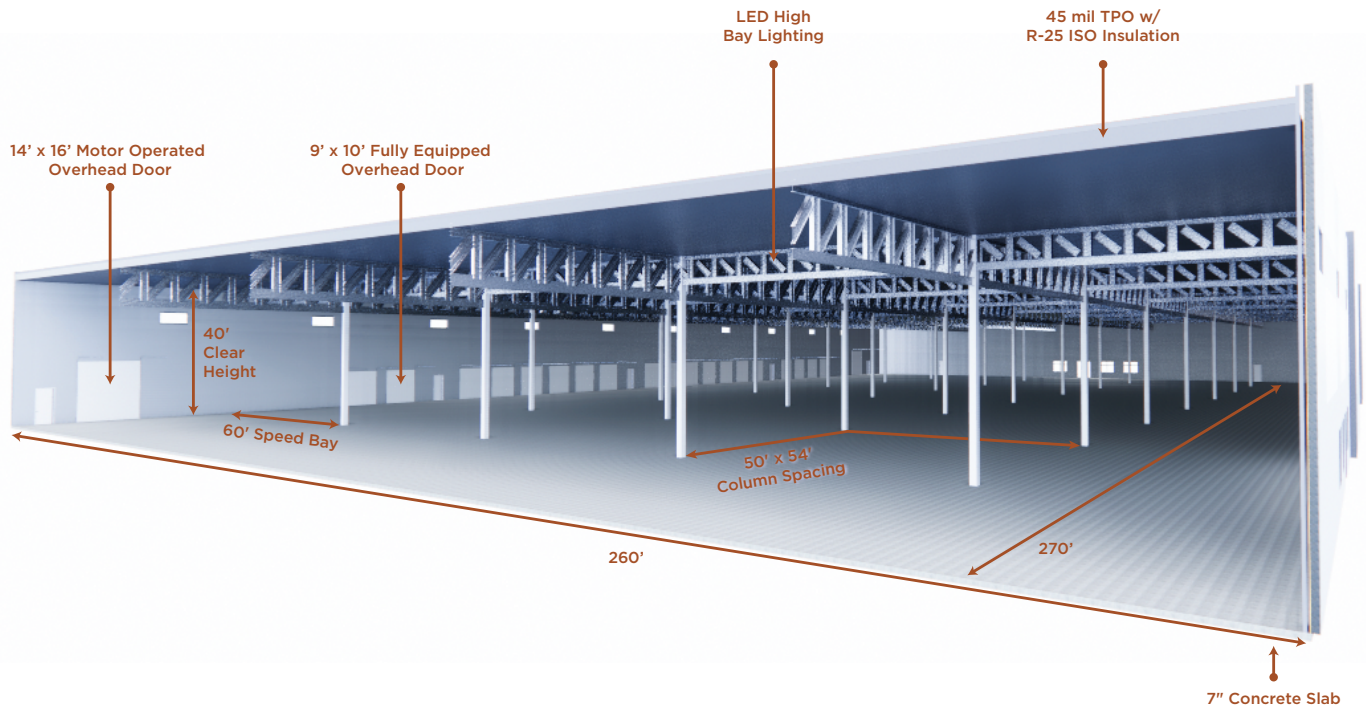 LED High
Bay Lighting
45 mil TPO w/
R-25 ISO Insulation
14’ x 16’ Motor Operated
Overhead Door
9’ x 10’ Fully Equipped
Overhead Door
40'
Clear
Height
60' Speed Bay
50' x 54'
Column Spacing
260’
270’
7" Concrete Slab